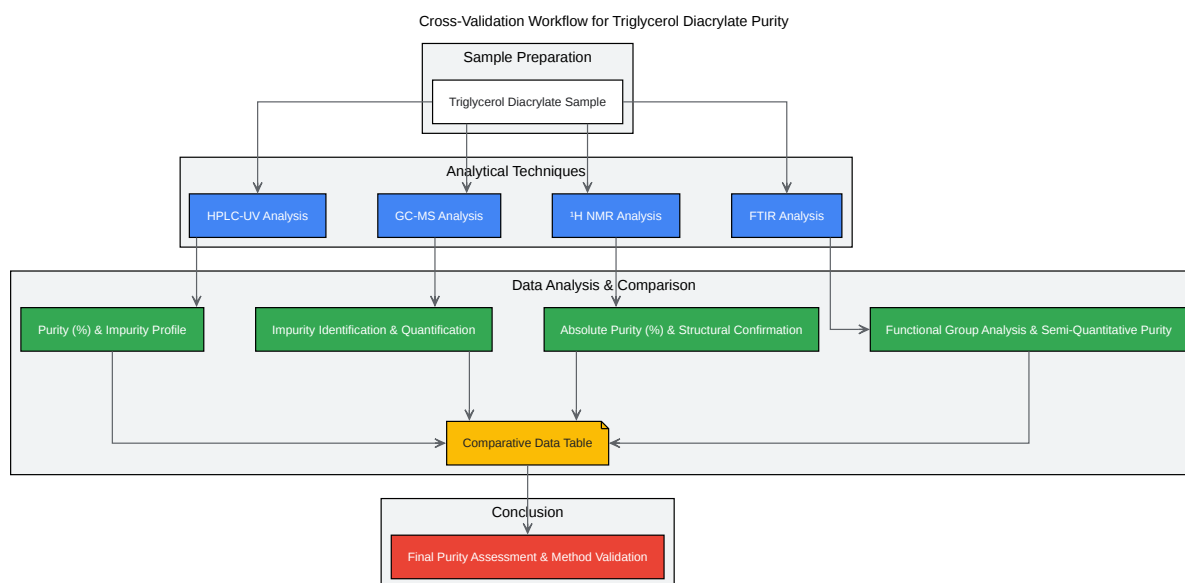 Cross-Validation Workflow for Triglycerol Diacrylate Purity
Sample Preparation
Triglycerol Diacrylate Sample
Analytical Techniques
HPLC-UV Analysis
GC-MS Analysis
¹H NMR Analysis
FTIR Analysis
Data Analysis & Comparison
Purity (%) & Impurity Profile
Impurity Identification & Quantification
Absolute Purity (%) & Structural Confirmation
Functional Group Analysis & Semi-Quantitative Purity
Comparative Data Table
Conclusion
Final Purity Assessment & Method Validation